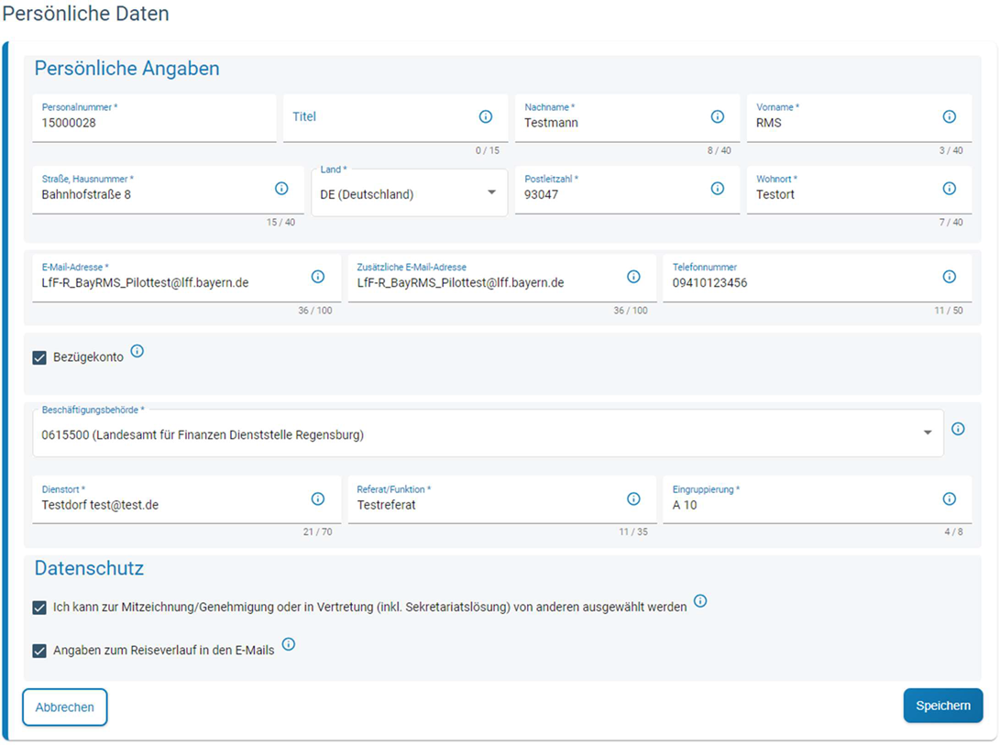 Persönliche Daten
Persönliche Angaben
Personalnummer *
15000028
Titel
0 / 15
Nachname *
Testmann
8 / 40
Vorname *
RMS
3 / 40
Straße, Hausnummer *
Bahnhofstraße 8
15 / 40
Land *
DE (Deutschland)
Postleitzahl *
93047
Wohnort *
Testort
7 / 40
E-Mail-Adresse *
LfF-R_BayRMS_Pilottest@lff.bayern.de
36 / 100
Zusätzliche E-Mail-Adresse
LfF-R_BayRMS_Pilottest@lff.bayern.de
36 / 100
Telefonnummer
09410123456
11 / 50
Bezügekonto
Beschäftigungsbehörde *
0615500 (Landesamt für Finanzen Dienststelle Regensburg)
Dienstort *
Testdorf test@test.de
21 / 70
Referat/Funktion *
Testreferat
11 / 35
Eingruppierung *
A 10
4 / 8
Datenschutz
Ich kann zur Mitzeichnung/Genehmigung oder in Vertretung (inkl. Sekretariatslösung) von anderen ausgewählt werden
Angaben zum Reiseverlauf in den E-Mails
Abbrechen
Speichern